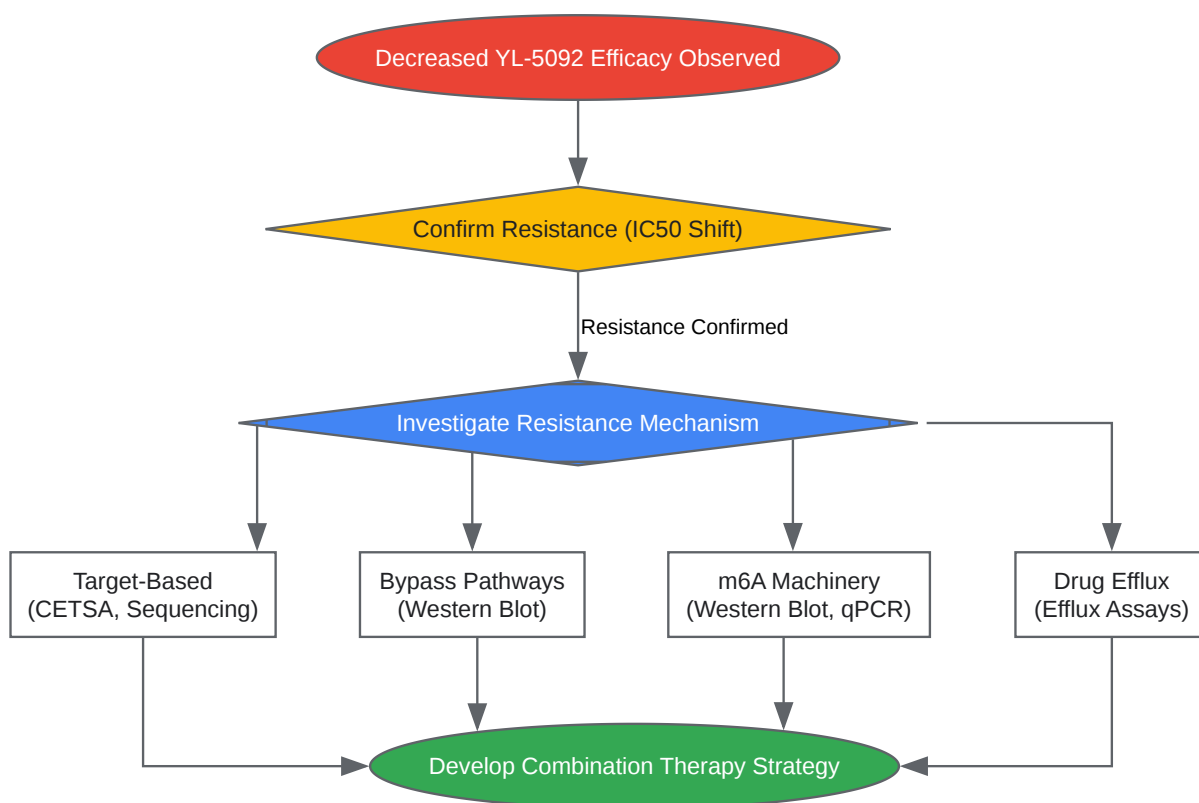 Decreased YL-5092 Efficacy Observed
Confirm Resistance (IC50 Shift)
Resistance Confirmed
Investigate Resistance Mechanism
Target-Based
(CETSA, Sequencing)
Bypass Pathways
(Western Blot)
m6A Machinery
(Western Blot, qPCR)
Drug Efflux
(Efflux Assays)
Develop Combination Therapy Strategy